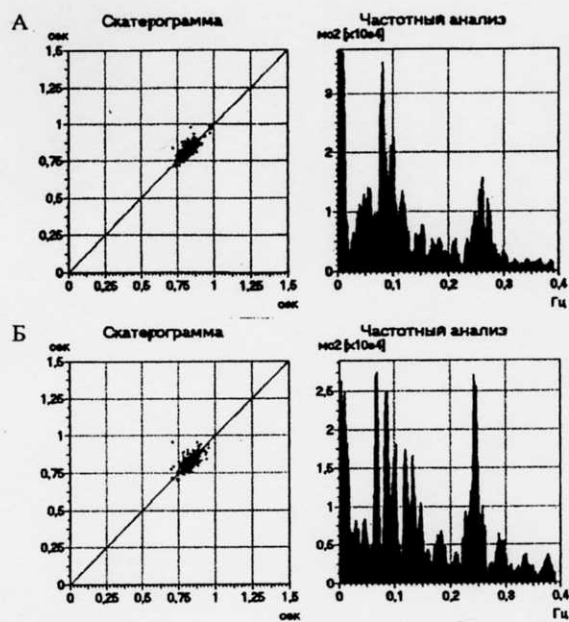 А
Скатерограмма
Частотный анализ
сек
мс2 [x10e4]
1,5
1,25
1
0,75
0,5
0,25
0
0 0,25 0,5 0,75 1 1,25 1,5
сек
3
2
1
0
0 0,1 0,2 0,3 0,4
Гц
Б
Скатерограмма
Частотный анализ
сек
мс2 [x10e4]
1,5
1,25
1
0,75
0,5
0,25
0
0 0,25 0,5 0,75 1 1,25 1,5
сек
2,5
2
1,5
1
0,5
0
0 0,1 0,2 0,3 0,4
Гц